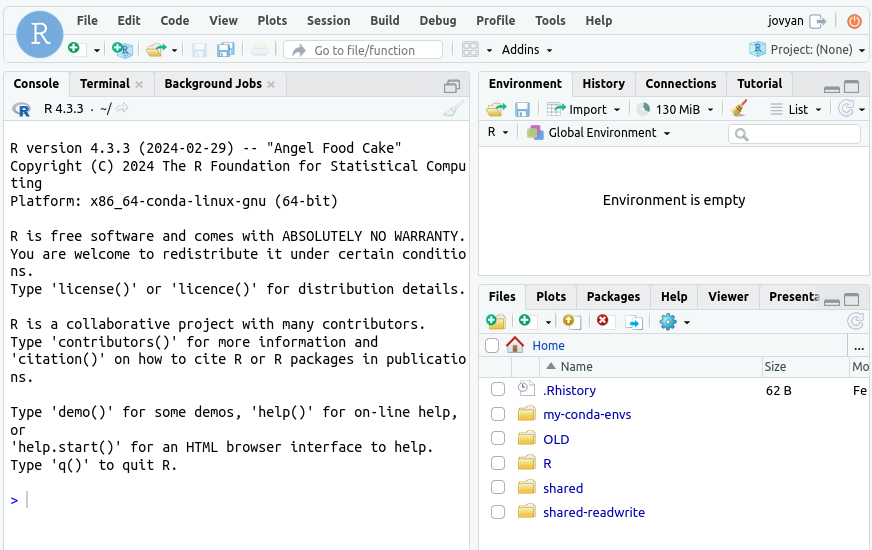 R
File Edit Code View Plots Session Build Debug Profile Tools Help
jovyan
Go to file/function
Addins
Project: (None)
Console
Terminal
Background Jobs
R 4.3.3 · ~/
R version 4.3.3 (2024-02-29) -- "Angel Food Cake"
Copyright (C) 2024 The R Foundation for Statistical Compu
ting
Platform: x86_64-conda-linux-gnu (64-bit)
R is free software and comes with ABSOLUTELY NO WARRANTY.
You are welcome to redistribute it under certain conditio
ns.
Type 'license()' or 'licence()' for distribution details.
R is a collaborative project with many contributors.
Type 'contributors()' for more information and
'citation()' on how to cite R or R packages in publicatio
ns.
Type 'demo()' for some demos, 'help()' for on-line help,
or
'help.start()' for an HTML browser interface to help.
Type 'q()' to quit R.
>
Environment History Connections Tutorial
Import
130 MiB
List
R
Global Environment
Environment is empty
Files Plots Packages Help Viewer Presenta
Home
...
Name Size Mo
.Rhistory 62 B Fe
my-conda-envs
OLD
R
shared
shared-readwrite